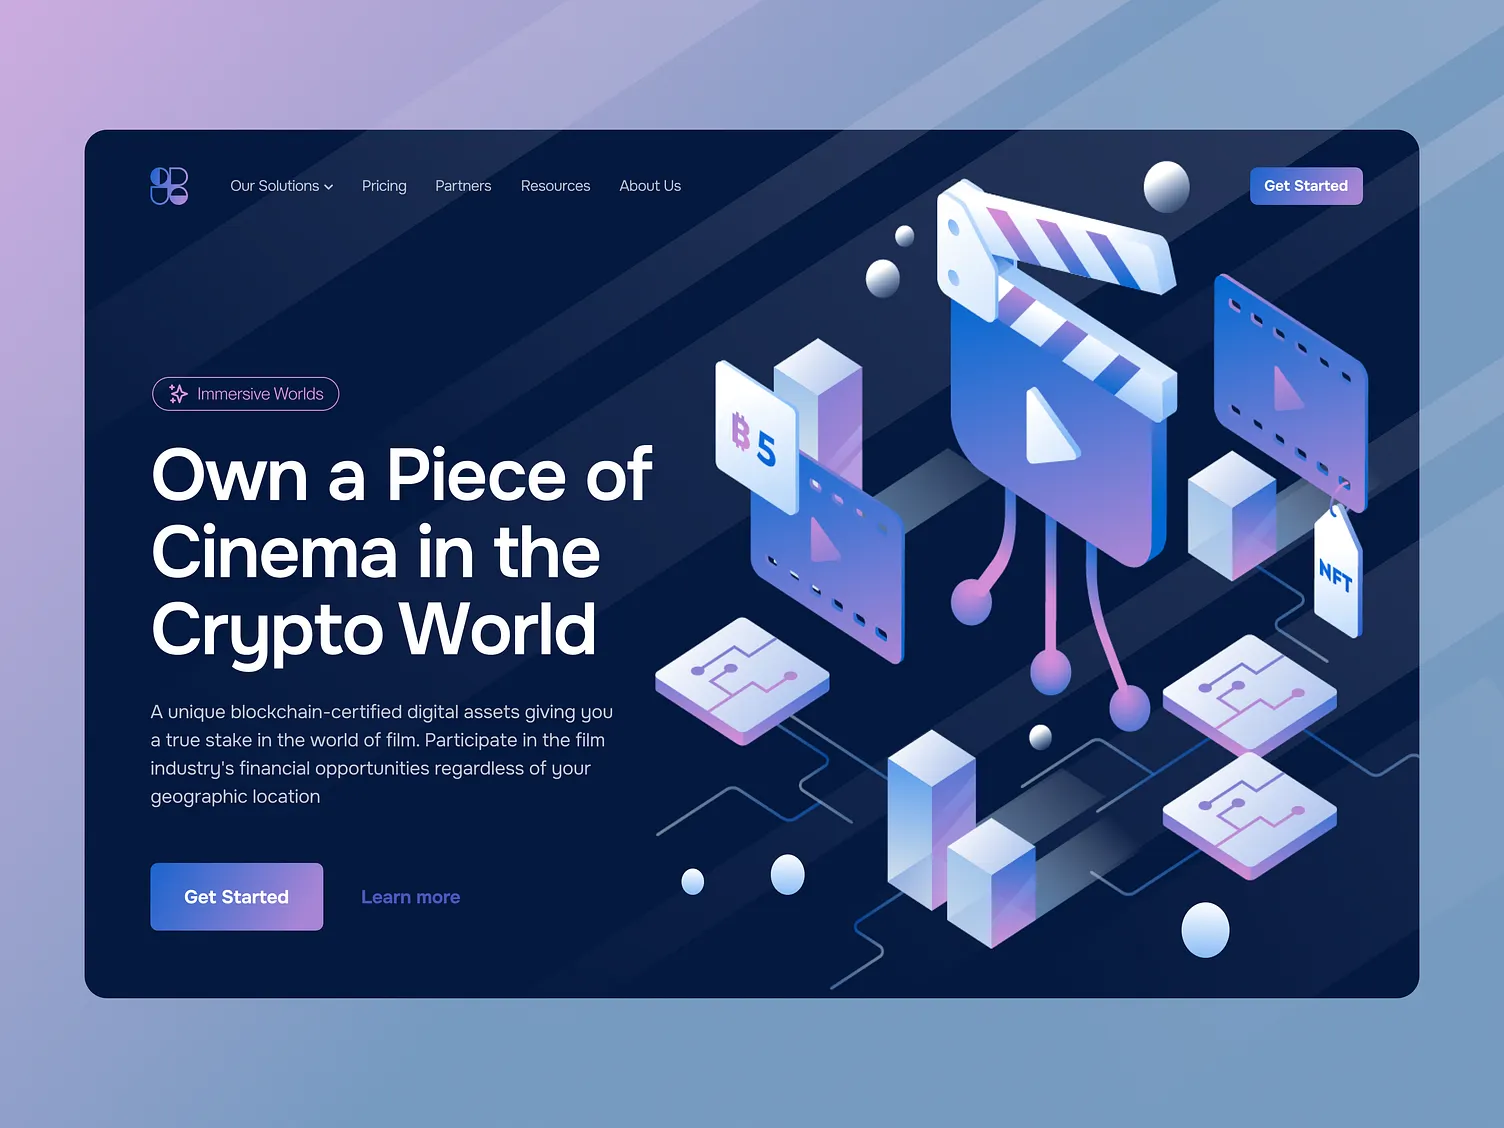 Our Solutions
Pricing
Partners
Resources
About Us
Get Started
Immersive Worlds
Own a Piece of
Cinema in the
Crypto World
A unique blockchain-certified digital assets giving you
a true stake in the world of film. Participate in the film
industry's financial opportunities regardless of your
geographic location
Get Started
Learn more
₿ 5
NFT